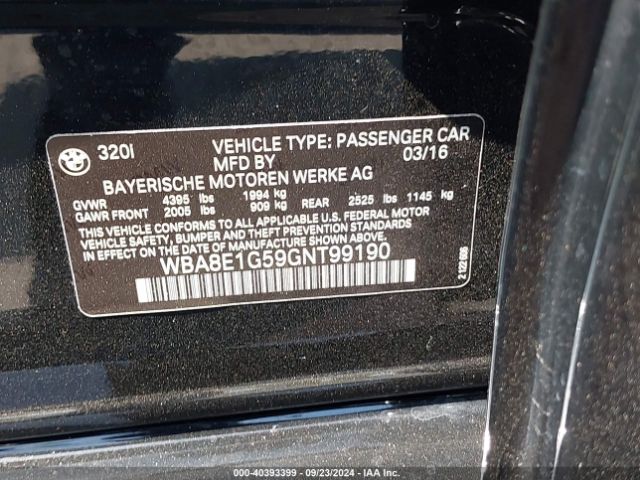 BMW
320I
VEHICLE TYPE: PASSENGER CAR
MFD BY 03/16
BAYERISCHE MOTOREN WERKE AG
GVWR 4395 lbs 1994 kg
GAWR FRONT 2005 lbs 909 kg REAR 2525 lbs 1145 kg
THIS VEHICLE CONFORMS TO ALL APPLICABLE U.S. FEDERAL MOTOR
VEHICLE SAFETY, BUMPER AND THEFT PREVENTION STANDARDS IN
EFFECT ON THE DATE OF MANUFACTURE SHOWN ABOVE.
WBA8E1G59GNT99190
000-40393399 - 09/23/2024 - IAA Inc.